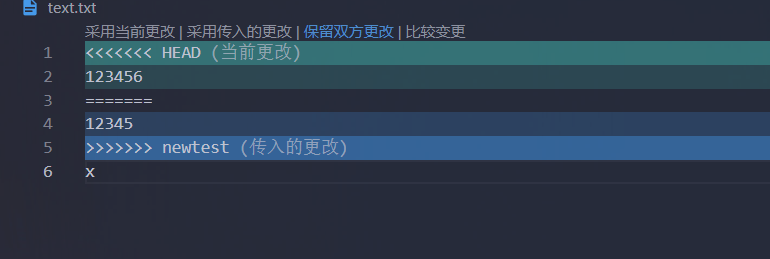 text.txt
采用当前更改 | 采用传入的更改 | 保留双方更改 | 比较变更
1 <<<<<<< HEAD (当前更改)
2 123456
3 =======
4 12345
5 >>>>>>> newtest (传入的更改)
6 x